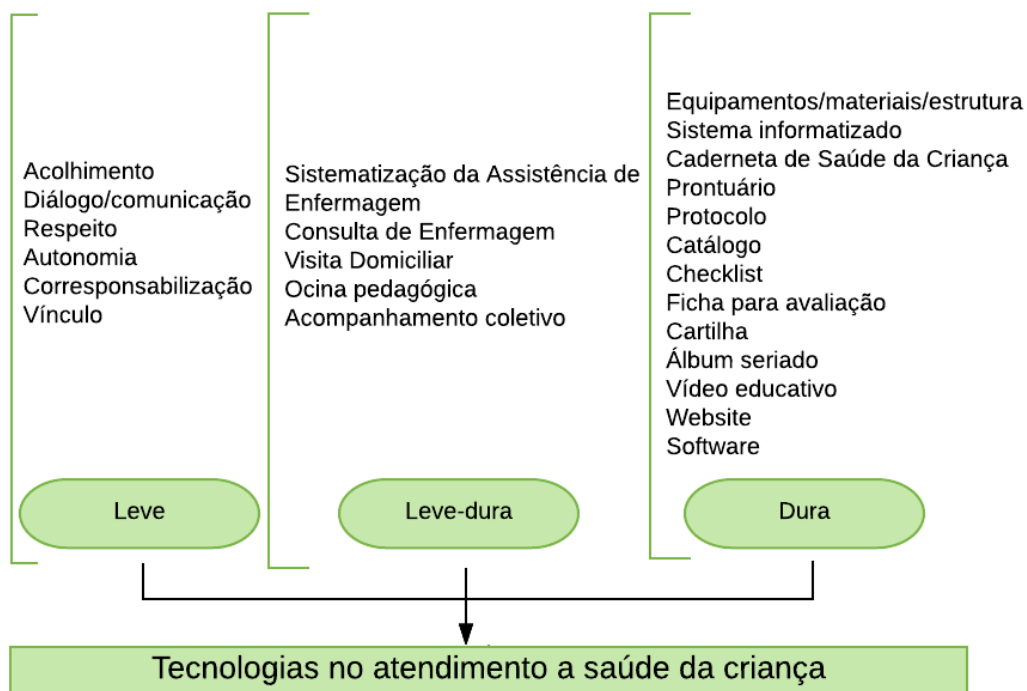 Acolhimento
Diálogo/comunicação
Respeito
Autonomia
Corresponsabilização
Vínculo
Leve
Sistematização da Assistência de
Enfermagem
Consulta de Enfermagem
Visita Domiciliar
Ocina pedagógica
Acompanhamento coletivo
Leve-dura
Equipamentos/materiais/estrutura
Sistema informatizado
Caderneta de Saúde da Criança
Prontuário
Protocolo
Catálogo
Checklist
Ficha para avaliação
Cartilha
Álbum seriado
Vídeo educativo
Website
Software
Dura
Tecnologias no atendimento a saúde da criança